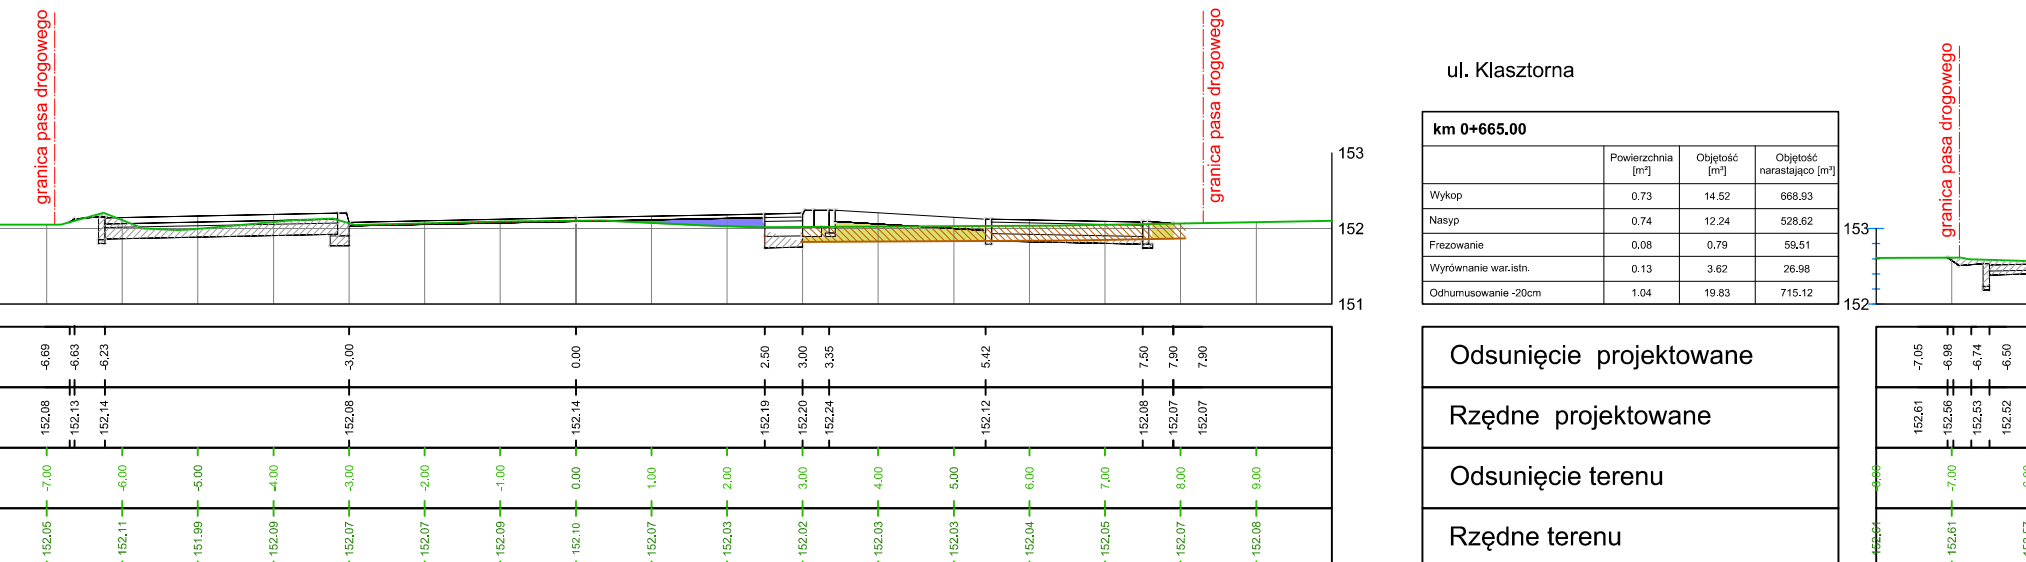 granica pasa drogowego
granica pasa drogowego
153
152
151
ul. Klasztorna
km 0+665.00
Powierzchnia [m²] Objętość [m³] Objętość narastająco [m³]
Wykop 0.73 14.52 668.93
Nasyp 0.74 12.24 528.62
Frezowanie 0.08 0.79 59.51
Wyrównanie war.istn. 0.13 3.62 26.98
Odhumusowanie -20cm 1.04 19.83 715.12
granica pasa drogowego
153
152
-6.69 -6.63 -6.23 -3.00 0.00 2.50 3.00 3.35 5.42 7.50 7.90 7.90
Odsunięcie projektowane
-7.05 -6.98 -6.74 -6.50
152.08 152.13 152.14 152.08 152.14 152.19 152.20 152.24 152.12 152.08 152.07 152.07
Rzędne projektowane
152.61 152.56 152.53 152.52
-7.00 -6.00 -5.00 -4.00 -3.00 -2.00 -1.00 0.00 1.00 2.00 3.00 4.00 5.00 6.00 7.00 8.00 9.00
Odsunięcie terenu
-8.00 -7.00
152.05 152.11 151.99 152.09 152.07 152.07 152.09 152.10 152.07 152.03 152.02 152.03 152.03 152.04 152.05 152.07 152.08
Rzędne terenu
152.61 152.61